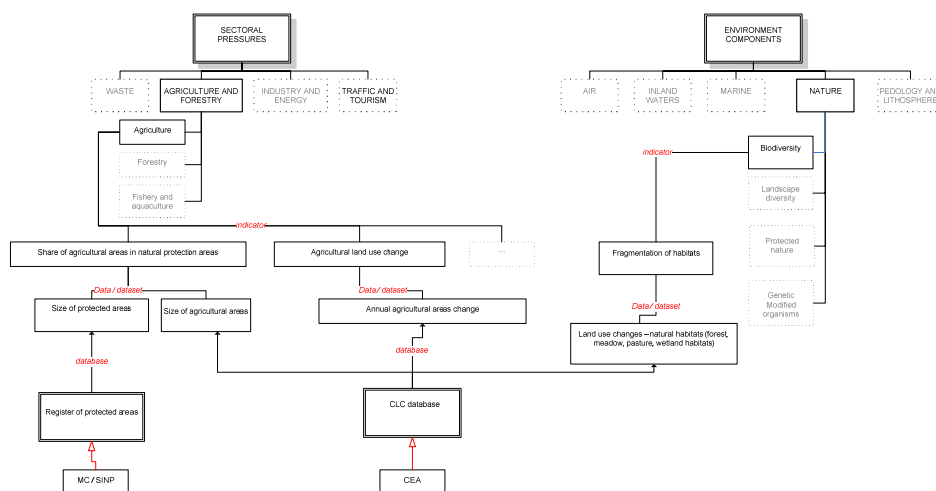 SECTORAL
PRESSURES
ENVIRONMENT
COMPONENTS
WASTE
AGRICULTURE AND
FORESTRY
INDUSTRY AND
ENERGY
TRAFFIC AND
TOURISM
AIR
INLAND
WATERS
MARINE
NATURE
PEDOLOGY AN
LITHOSPHERE
Agriculture
Forestry
Fishery and
aquaculture
indicator
Biodiversity
Landscape
diversity
Protected
nature
Genetic
Modified
organisms
indicator
Share of agricultural areas in natural protection areas
Agricultural land use change
...
Fragmentation of habitats
Data/ dataset
Data/ dataset
Data/ dataset
Size of protected areas
Size of agricultural areas
Annual agricultural areas change
Land use changes – natural habitats (forest,
meadow, pasture, wetland habitats)
database
database
Register of protected areas
CLC database
MC/SINP
CEA